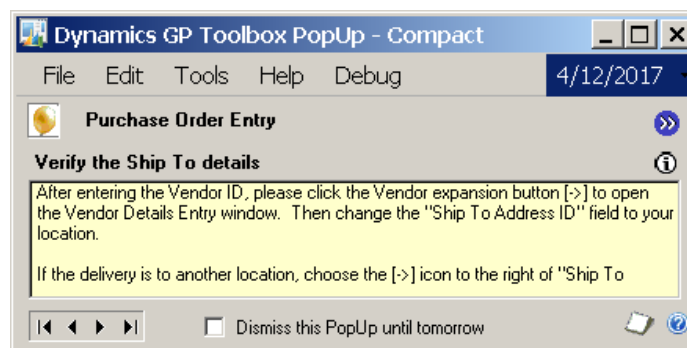 Dynamics GP Toolbox PopUp - Compact
File Edit Tools Help Debug 4/12/2017
Purchase Order Entry
Verify the Ship To details
After entering the Vendor ID, please click the Vendor expansion button [->] to open
the Vendor Details Entry window. Then change the "Ship To Address ID" field to your
location.
If the delivery is to another location, choose the [->] icon to the right of "Ship To
Dismiss this PopUp until tomorrow